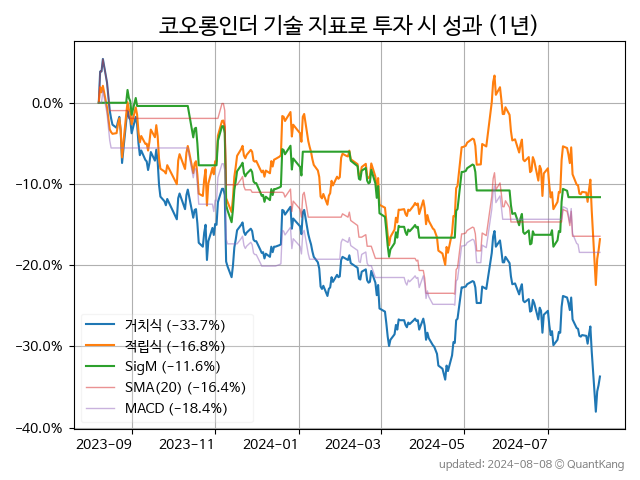 코오롱인더 기술 지표로 투자 시 성과 (1년)
0.0%
−10.0%
−20.0%
−30.0%
−40.0%
거치식 (−33.7%)
적립식 (−16.8%)
SigM (−11.6%)
SMA(20) (−16.4%)
MACD (−18.4%)
2023−09
2023−11
2024−01
2024−03
2024−05
2024−07
updated: 2024-08-08 © QuantKang